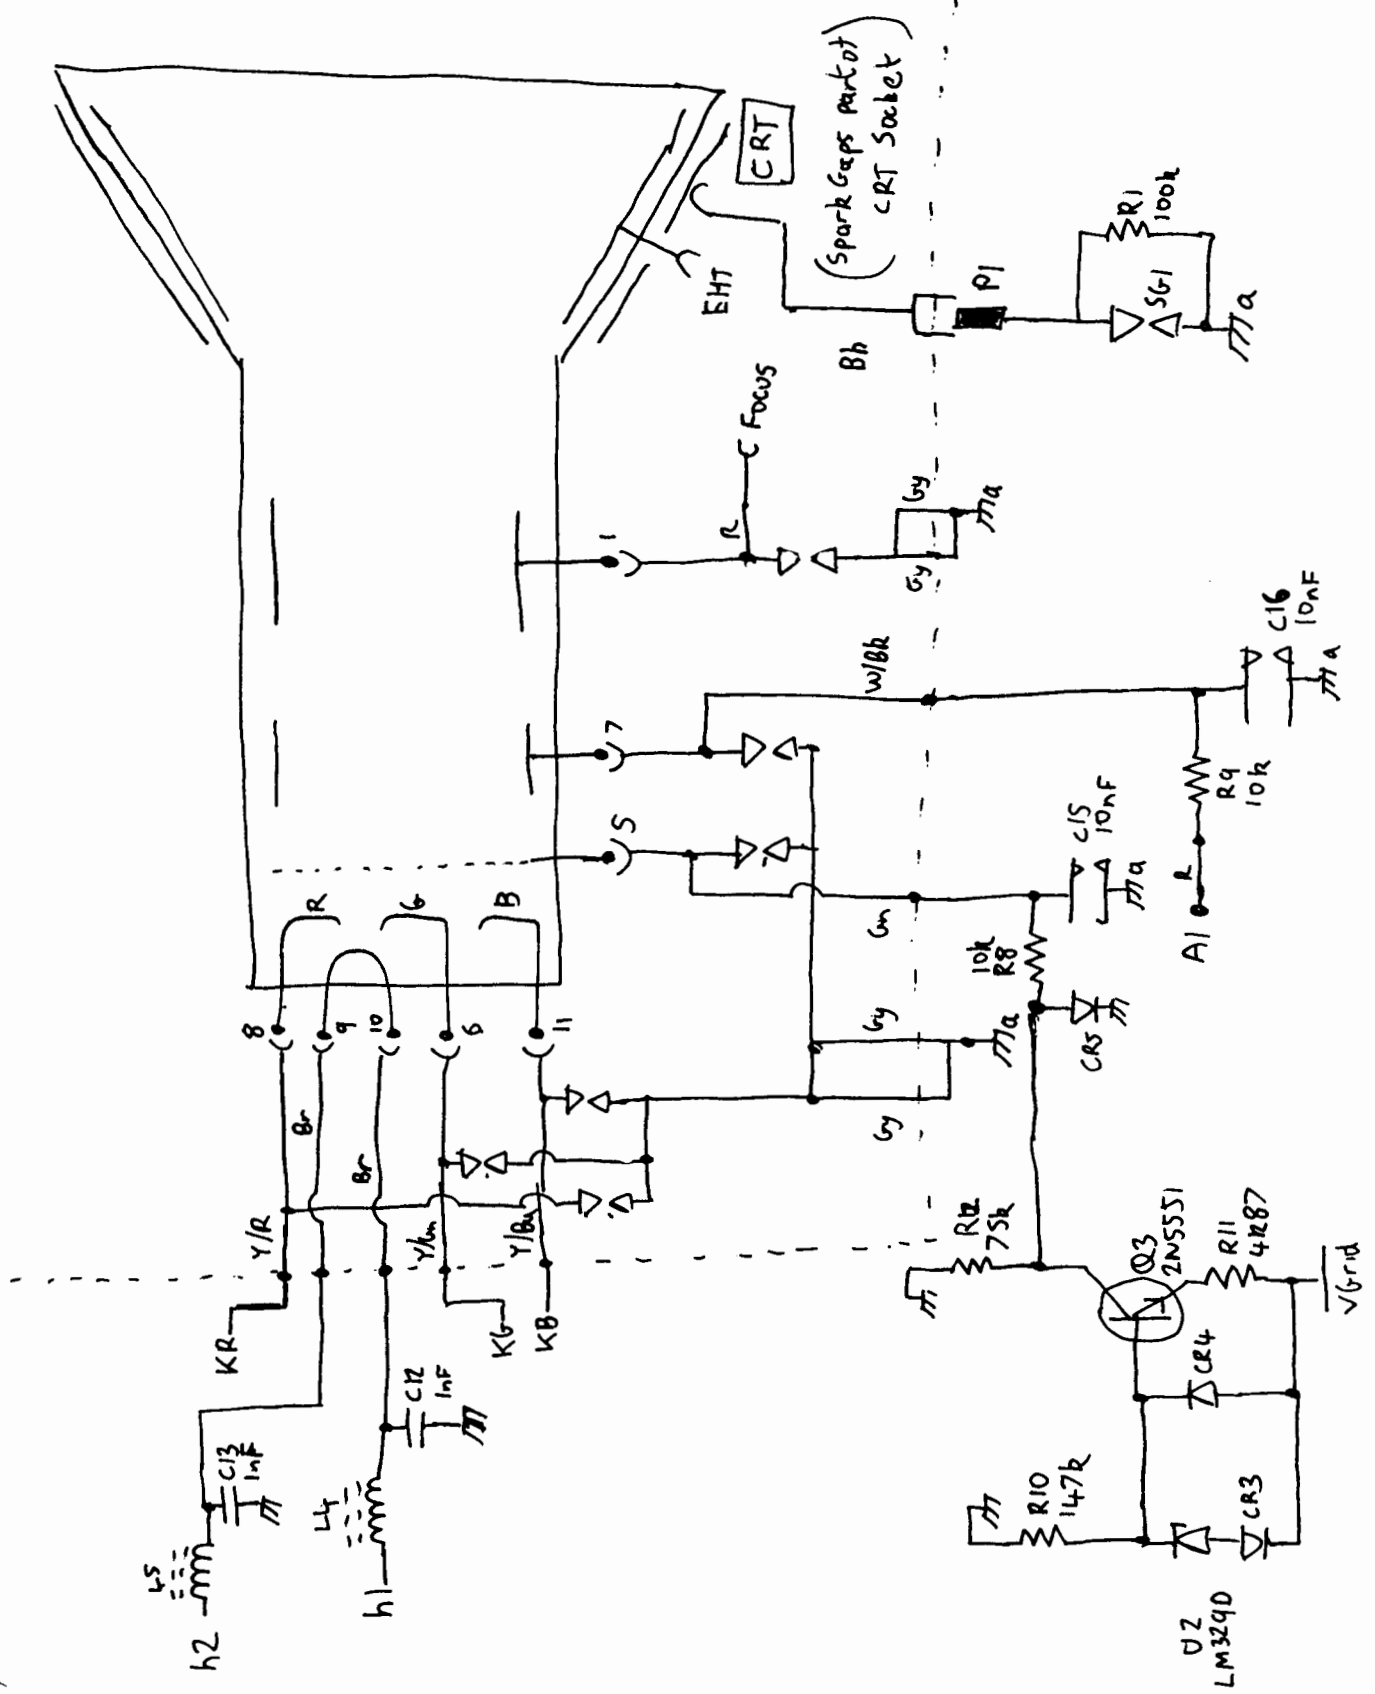 CRT
(Spark Gaps part of
CRT Socket)
EHT
Focus
C
R
1
Gy
Gy
a
Bk
P1
SG1
R1
100k
a
7
W/Bk
R9
10k
R
A1
C16
10nF
a
5
Gn
10k
R8
C15
10nF
a
CR5
R
G
B
8
9
10
6
11
Br
Br
Y/R
Y/Gn
Y/Bu
Gy
Gy
a
KR
KG
KB
C13
1nF
C12
1nF
L5
L4
h2
h1
R12
75k
Q3
2N5551
R11
4k87
VGrid
CR4
CR3
R10
147k
U2
LM329D